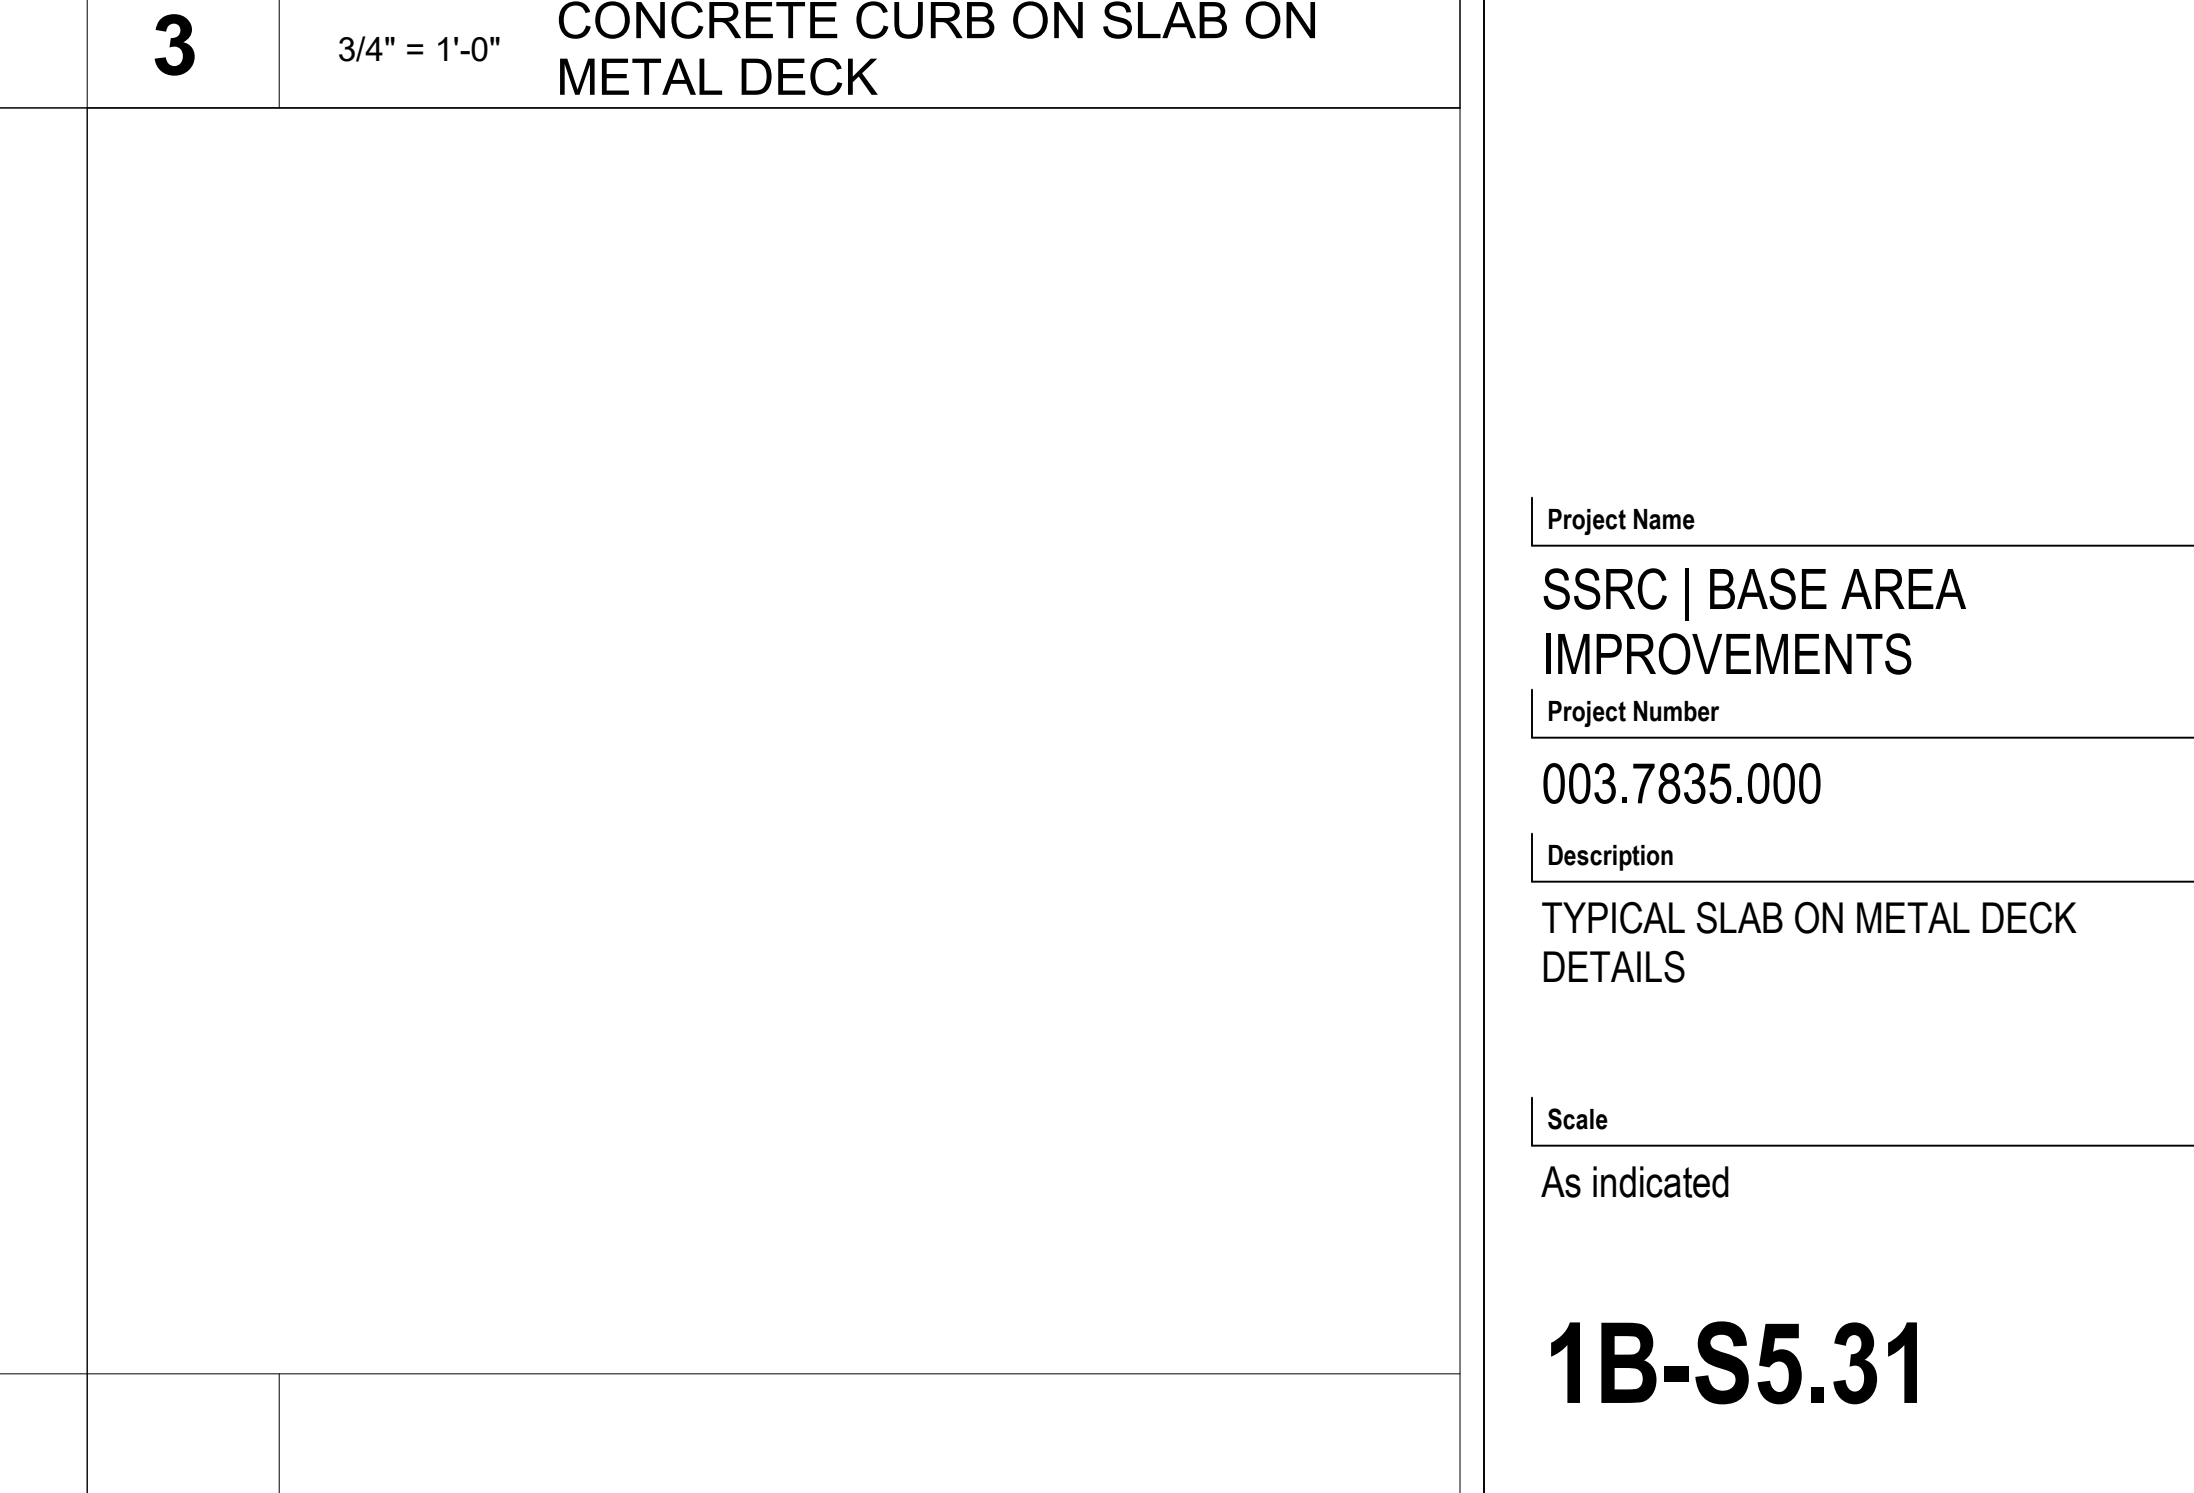 3
3/4" = 1'-0"
CONCRETE CURB ON SLAB ON
METAL DECK
Project Name
SSRC | BASE AREA
IMPROVEMENTS
Project Number
003.7835.000
Description
TYPICAL SLAB ON METAL DECK
DETAILS
Scale
As indicated
1B-S5.31